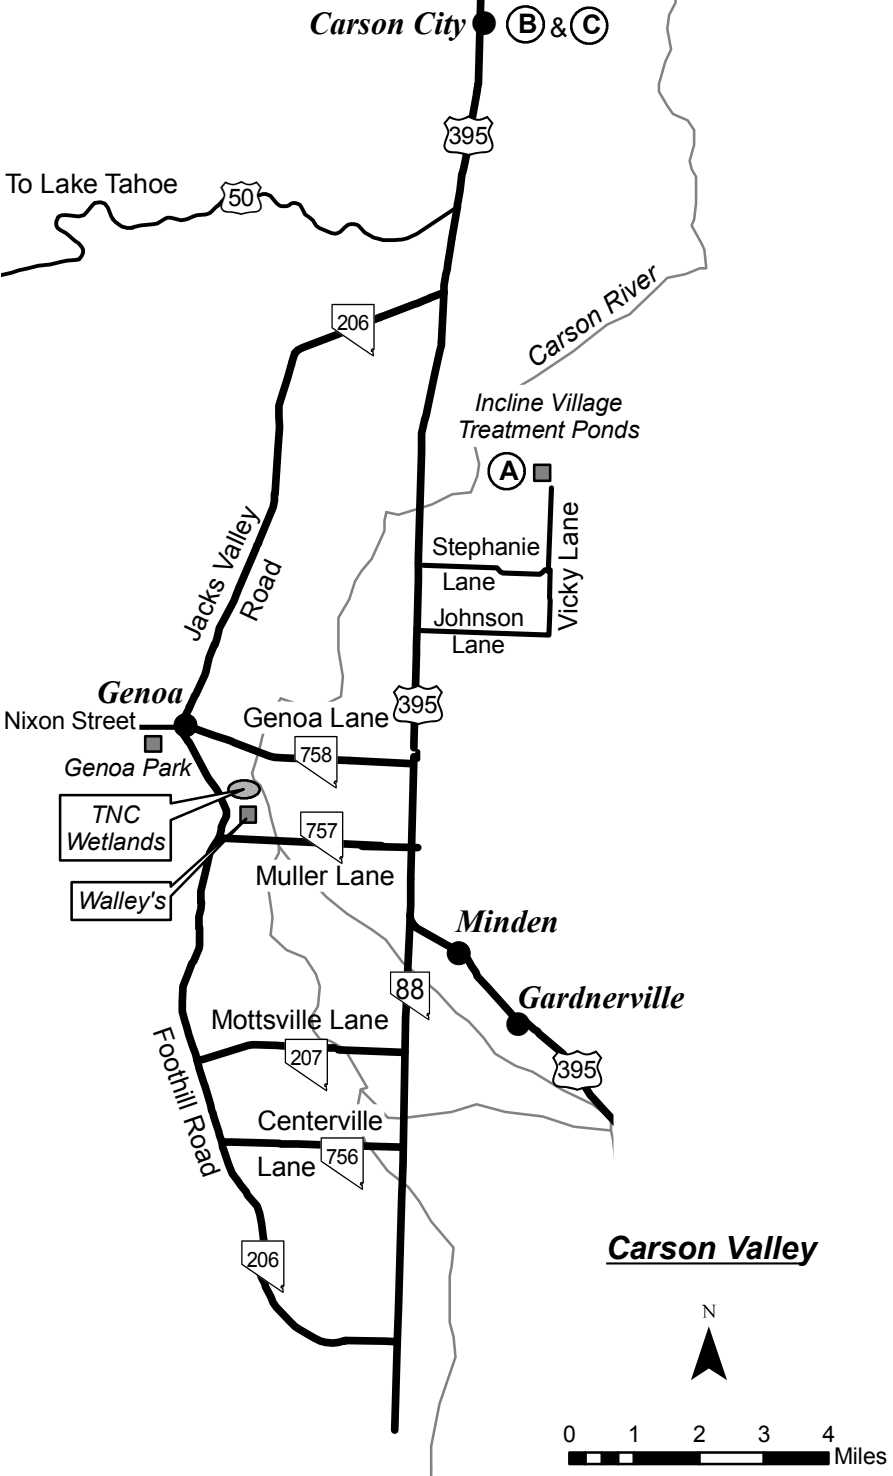 Carson City B & C
395
To Lake Tahoe
50
Carson River
206
Incline Village
Treatment Ponds
A
Jacks Valley
Road
Stephanie
Lane
Vicky Lane
Johnson
Lane
Genoa
395
Nixon Street
Genoa Lane
758
Genoa Park
TNC
Wetlands
757
Muller Lane
Walley's
Minden
88
Gardnerville
Mottsville Lane
207
395
Foothill Road
Centerville
Lane
756
206
Carson Valley
N
0 1 2 3 4
Miles